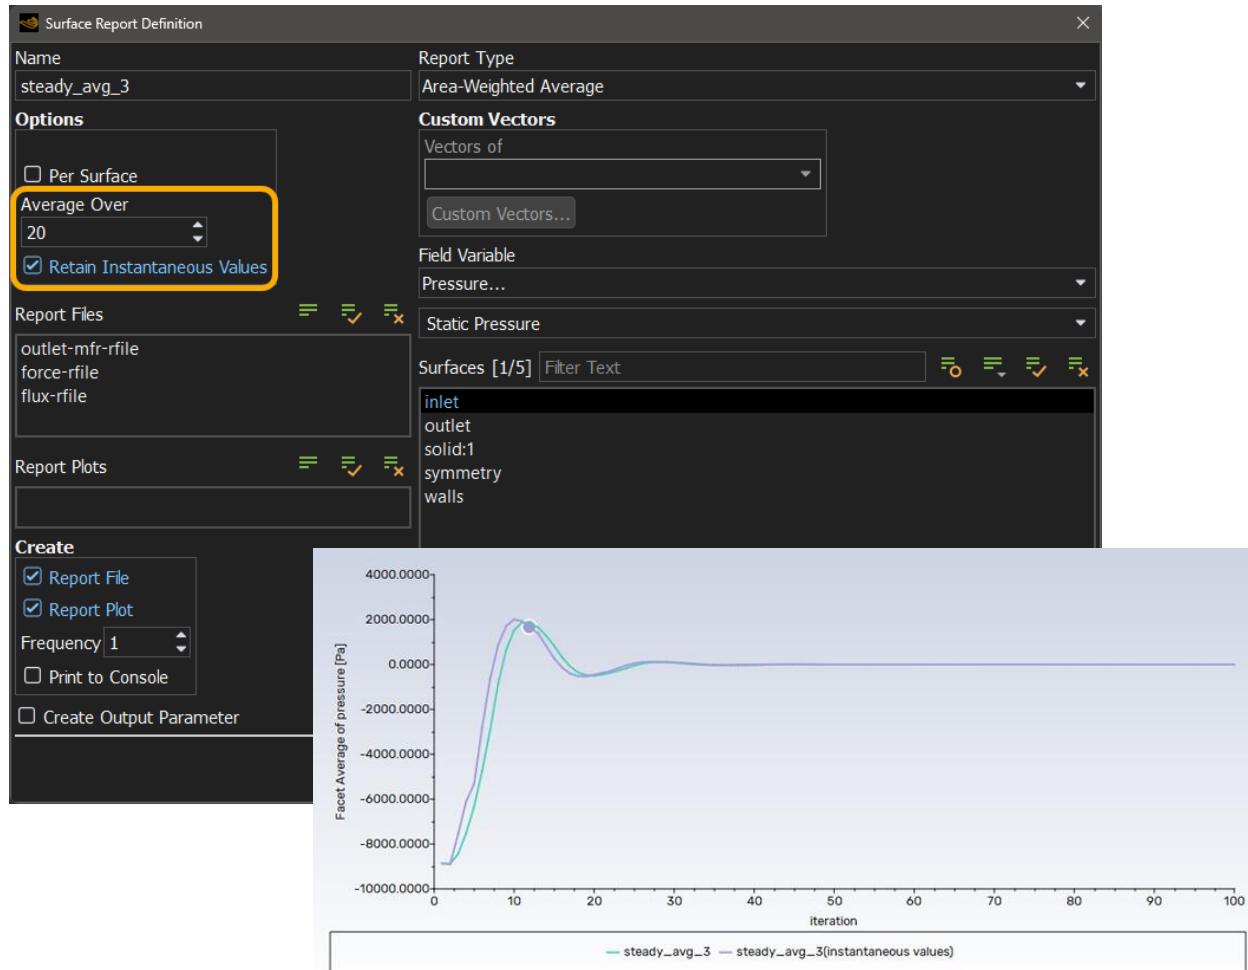 Surface Report Definition
Name
steady_avg_3
Options
Per Surface
Average Over
20
Retain Instantaneous Values
Report Files
outlet-mfr-rfile
force-rfile
flux-rfile
Report Plots
Create
Report File
Report Plot
Frequency 1
Print to Console
Create Output Parameter
Report Type
Area-Weighted Average
Custom Vectors
Vectors of
Custom Vectors...
Field Variable
Pressure...
Static Pressure
Surfaces [1/5] Filter Text
inlet
outlet
solid:1
symmetry
walls
Facet Average of pressure [Pa]
4000.0000
2000.0000
0.0000
-2000.0000
-4000.0000
-6000.0000
-8000.0000
-10000.0000
0 10 20 30 40 50 60 70 80 90 100
iteration
steady_avg_3 steady_avg_3(instantaneous values)